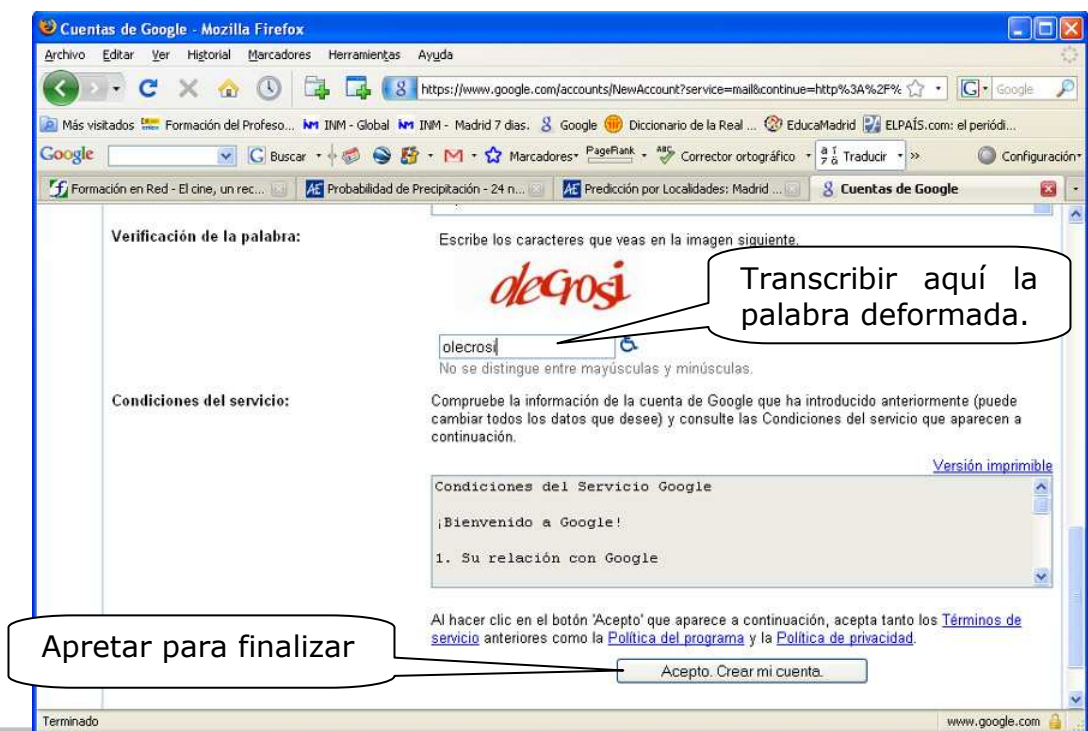 Cuentas de Google - Mozilla Firefox
Archivo Editar Ver Historial Marcadores Herramientas Ayuda
https://www.google.com/accounts/NewAccount?service=mail&continue=http%3A%2F% G Google
Más visitados Formación del Profeso... INM - Global INM - Madrid 7 dias. Google Diccionario de la Real ... EducaMadrid ELPAÍS.com: el periódi...
Google Buscar Marcadores PageRank Corrector ortográfico Traducir » Configuración
Formación en Red - El cine, un rec... Probabilidad de Precipitación - 24 n... Predicción por Localidades: Madrid ... Cuentas de Google
Verificación de la palabra:
Escribe los caracteres que veas en la imagen siguiente.
olecrosi
Transcribir aquí la
palabra deformada.
olecrosi
No se distingue entre mayúsculas y minúsculas.
Condiciones del servicio:
Compruebe la información de la cuenta de Google que ha introducido anteriormente (puede
cambiar todos los datos que desee) y consulte las Condiciones del servicio que aparecen a
continuación.
Versión imprimible
Condiciones del Servicio Google
¡Bienvenido a Google!
1. Su relación con Google
Al hacer clic en el botón 'Acepto' que aparece a continuación, acepta tanto los Términos de
servicio anteriores como la Política del programa y la Política de privacidad.
Apretar para finalizar
Acepto. Crear mi cuenta.
Terminado www.google.com